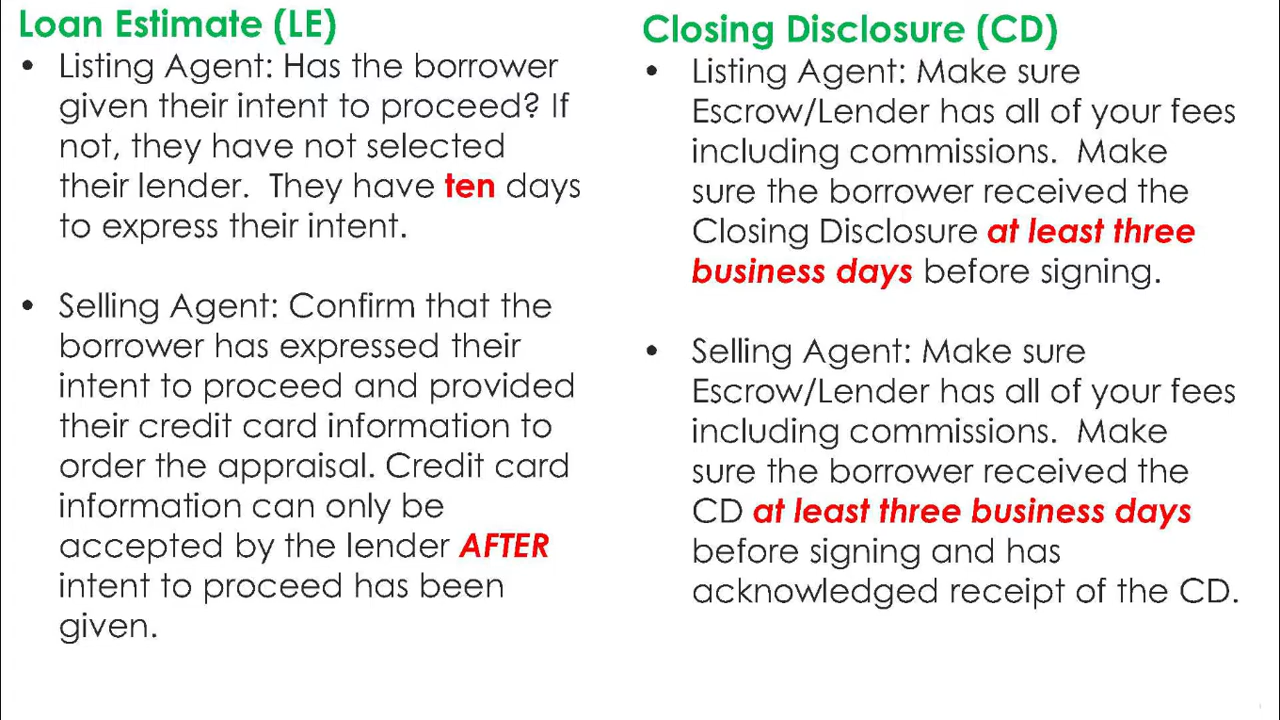 Loan Estimate (LE)
• Listing Agent: Has the borrower
given their intent to proceed? If
not, they have not selected
their lender.  They have ten days
to express their intent.
• Selling Agent: Confirm that the
borrower has expressed their
intent to proceed and provided
their credit card information to
order the appraisal. Credit card
information can only be
accepted by the lender AFTER
intent to proceed has been
given.
Closing Disclosure (CD)
• Listing Agent: Make sure
Escrow/Lender has all of your fees
including commissions.  Make
sure the borrower received the
Closing Disclosure at least three
business days before signing.
• Selling Agent: Make sure
Escrow/Lender has all of your fees
including commissions.  Make
sure the borrower received the
CD at least three business days
before signing and has
acknowledged receipt of the CD.